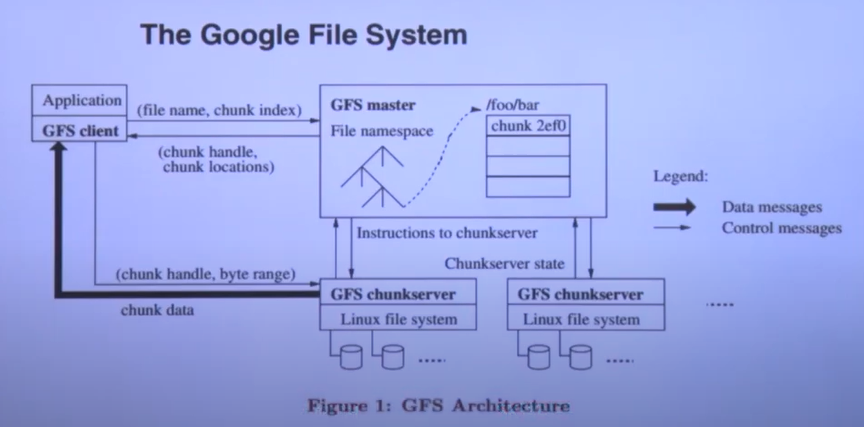 The Google File System
Application
GFS client
(file name, chunk index)
(chunk handle,
chunk locations)
GFS master
File namespace
/foo/bar
chunk 2ef0
Legend:
Data messages
Control messages
Instructions to chunkserver
Chunkserver state
(chunk handle, byte range)
chunk data
GFS chunkserver
Linux file system
GFS chunkserver
Linux file system
Figure 1: GFS Architecture